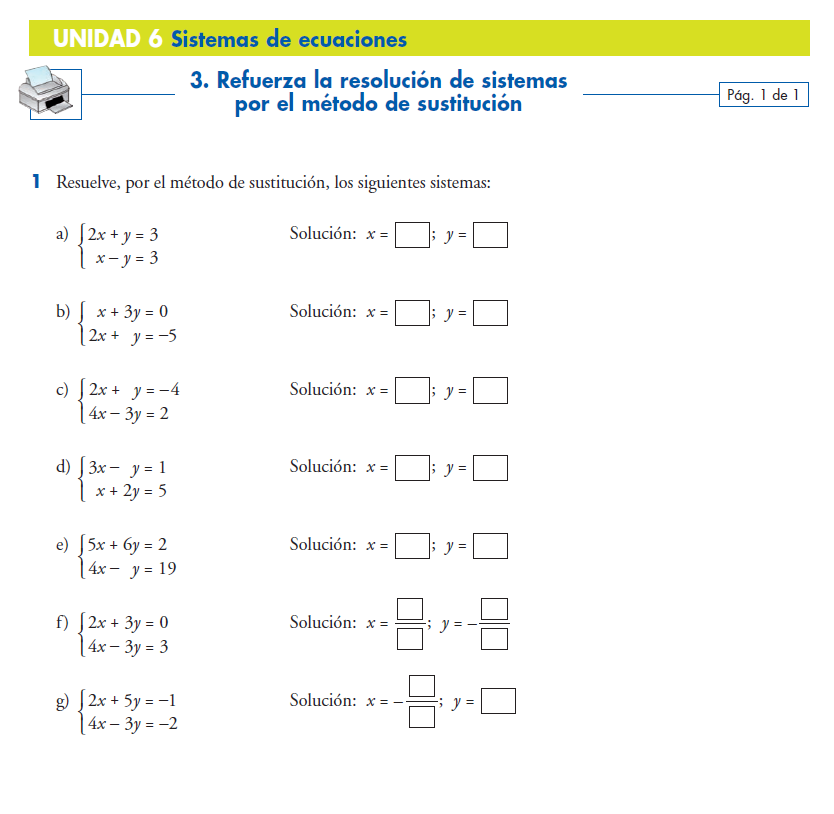 UNIDAD 6 Sistemas de ecuaciones
3. Refuerza la resolución de sistemas
por el método de sustitución
Pág. 1 de 1
1 Resuelve, por el método de sustitución, los siguientes sistemas:
a) 2x + y = 3 Solución: x = ; y =
x – y = 3
b) x + 3y = 0 Solución: x = ; y =
2x + y = –5
c) 2x + y = –4 Solución: x = ; y =
4x – 3y = 2
d) 3x – y = 1 Solución: x = ; y =
x + 2y = 5
e) 5x + 6y = 2 Solución: x = ; y =
4x – y = 19
f) 2x + 3y = 0 Solución: x = ; y = –
4x – 3y = 3
g) 2x + 5y = –1 Solución: x = – ; y =
4x – 3y = –2